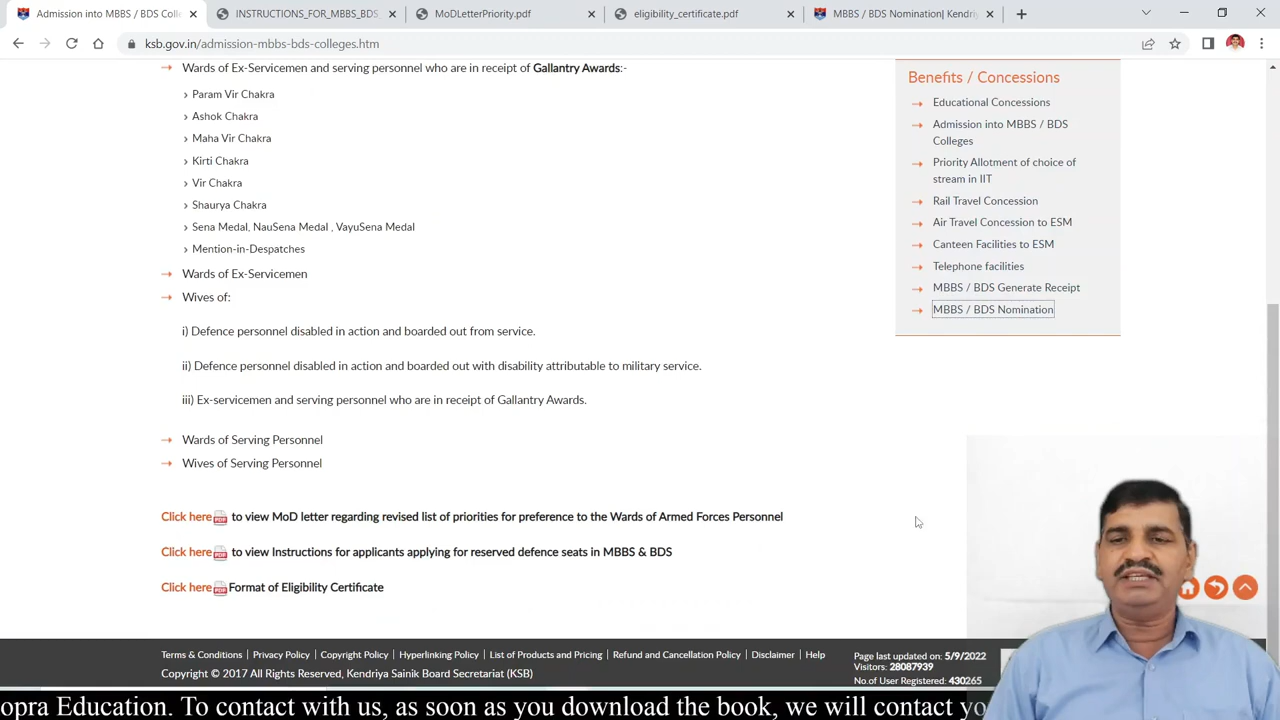 Admission into MBBS / BDS Colle
INSTRUCTIONS_FOR_MBBS_BDS
MoDLetterPriority.pdf
eligibility_certificate.pdf
MBBS / BDS Nomination| Kendriy
ksb.gov.in/admission-mbbs-bds-colleges.htm
Wards of Ex-Servicemen and serving personnel who are in receipt of Gallantry Awards:-
Param Vir Chakra
Ashok Chakra
Maha Vir Chakra
Kirti Chakra
Vir Chakra
Shaurya Chakra
Sena Medal, NauSena Medal , VayuSena Medal
Mention-in-Despatches
Wards of Ex-Servicemen
Wives of:
i) Defence personnel disabled in action and boarded out from service.
ii) Defence personnel disabled in action and boarded out with disability attributable to military service.
iii) Ex-servicemen and serving personnel who are in receipt of Gallantry Awards.
Wards of Serving Personnel
Wives of Serving Personnel
Click here to view MoD letter regarding revised list of priorities for preference to the Wards of Armed Forces Personnel
Click here to view Instructions for applicants applying for reserved defence seats in MBBS & BDS
Click here Format of Eligibility Certificate
Benefits / Concessions
Educational Concessions
Admission into MBBS / BDS
Colleges
Priority Allotment of choice of
stream in IIT
Rail Travel Concession
Air Travel Concession to ESM
Canteen Facilities to ESM
Telephone facilities
MBBS / BDS Generate Receipt
MBBS / BDS Nomination
Terms & Conditions | Privacy Policy | Copyright Policy | Hyperlinking Policy | List of Products and Pricing | Refund and Cancellation Policy | Disclaimer | Help
Copyright © 2017 All Rights Reserved, Kendriya Sainik Board Secretariat (KSB)
Page last updated on: 5/9/2022
Visitors: 28087939
No.of User Registered: 430265
opra Education. To contact with us, as soon as you download the book, we will contact yo